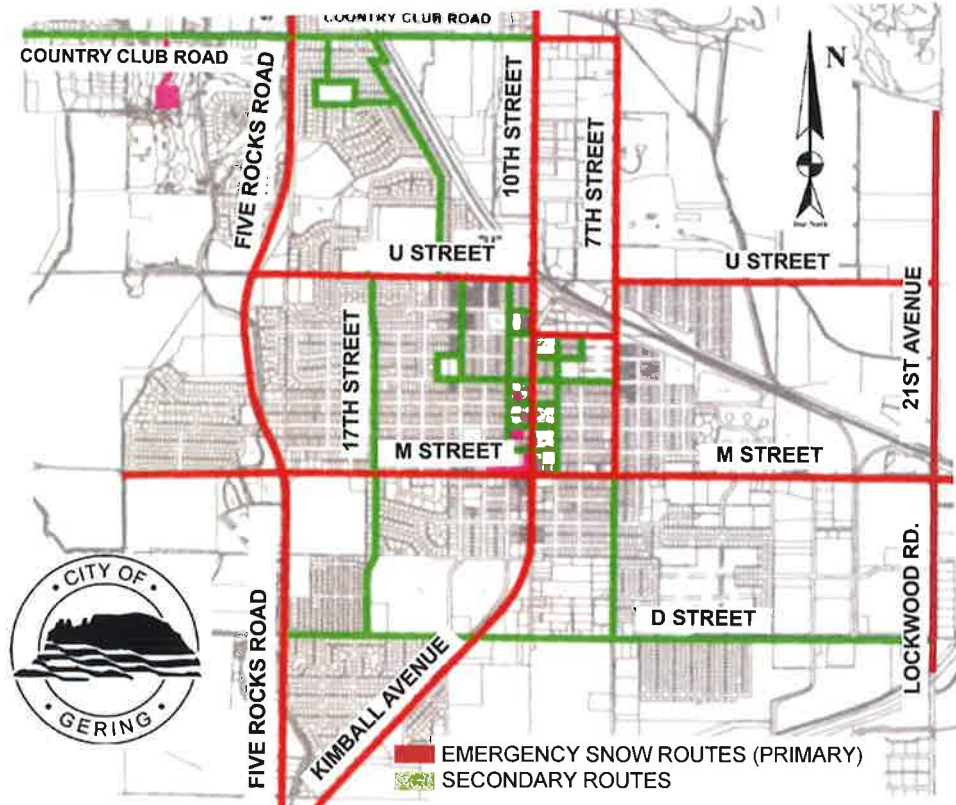 COUNTRY CLUB ROAD
COUNTRY CLUB ROAD
FIVE ROCKS ROAD
10TH STREET
7TH STREET
N
U STREET
U STREET
17TH STREET
21ST AVENUE
M STREET
M STREET
CITY OF
GERING
FIVE ROCKS ROAD
KIMBALL AVENUE
D STREET
LOCKWOOD RD.
EMERGENCY SNOW ROUTES (PRIMARY)
SECONDARY ROUTES